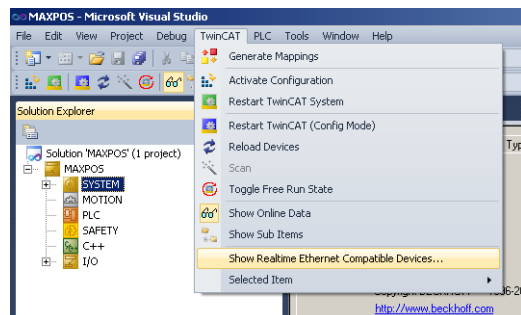 MAXPOS - Microsoft Visual Studio
File Edit View Project Debug TwinCAT PLC Tools Window Help
Generate Mappings
Activate Configuration
Restart TwinCAT System
Restart TwinCAT (Config Mode)
Reload Devices
Scan
Toggle Free Run State
Show Online Data
Show Sub Items
Show Realtime Ethernet Compatible Devices...
Selected Item
Solution Explorer
Solution 'MAXPOS' (1 project)
MAXPOS
SYSTEM
MOTION
PLC
SAFETY
C++
I/O
Typ
http://www.beckhoff.com